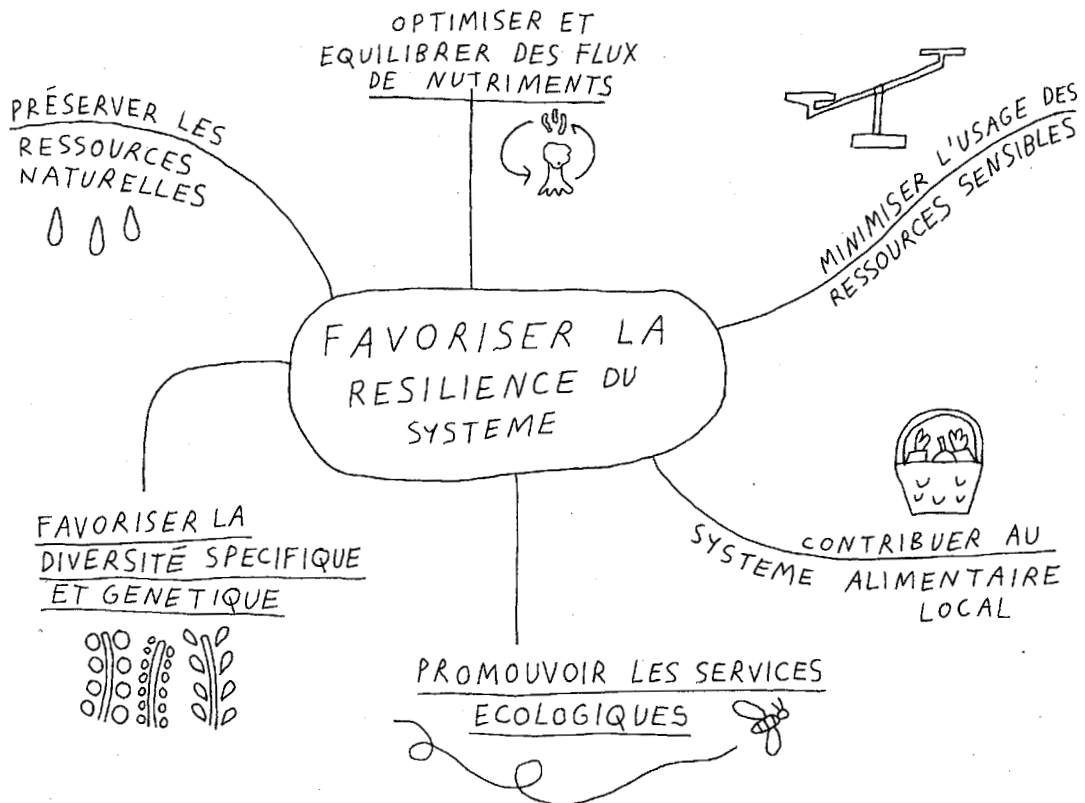 OPTIMISER ET
EQUILIBRER DES FLUX
DE NUTRIMENTS
PRÉSERVER LES
RESSOURCES
NATURELLES
MINIMISER L'USAGE DES
RESSOURCES SENSIBLES
FAVORISER LA
RESILIENCE DU
SYSTEME
FAVORISER LA
DIVERSITÉ SPECIFIQUE
ET GENETIQUE
CONTRIBUER AU
SYSTEME ALIMENTAIRE
LOCAL
PROMOUVOIR LES SERVICES
ECOLOGIQUES